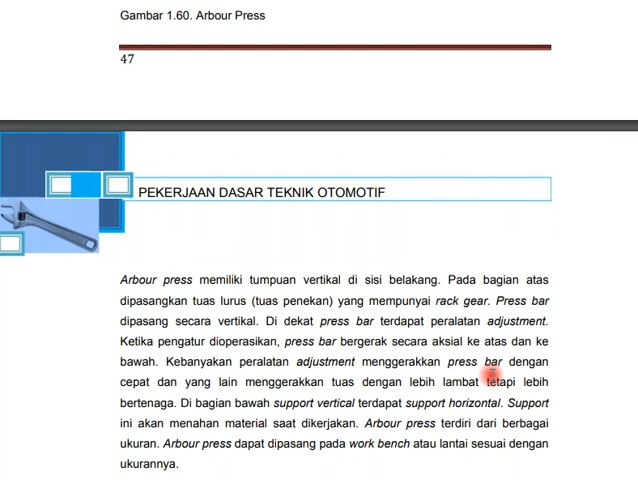 Gambar 1.60. Arbour Press
47
PEKERJAAN DASAR TEKNIK OTOMOTIF
Arbour press memiliki tumpuan vertikal di sisi belakang. Pada bagian atas
dipasangkan tuas lurus (tuas penekan) yang mempunyai rack gear. Press bar
dipasang secara vertikal. Di dekat press bar terdapat peralatan adjustment.
Ketika pengatur dioperasikan, press bar bergerak secara aksial ke atas dan ke
bawah. Kebanyakan peralatan adjustment menggerakkan press bar dengan
cepat dan yang lain menggerakkan tuas dengan lebih lambat tetapi lebih
bertenaga. Di bagian bawah support vertical terdapat support horizontal. Support
ini akan menahan material saat dikerjakan. Arbour press terdiri dari berbagai
ukuran. Arbour press dapat dipasang pada work bench atau lantai sesuai dengan
ukurannya.